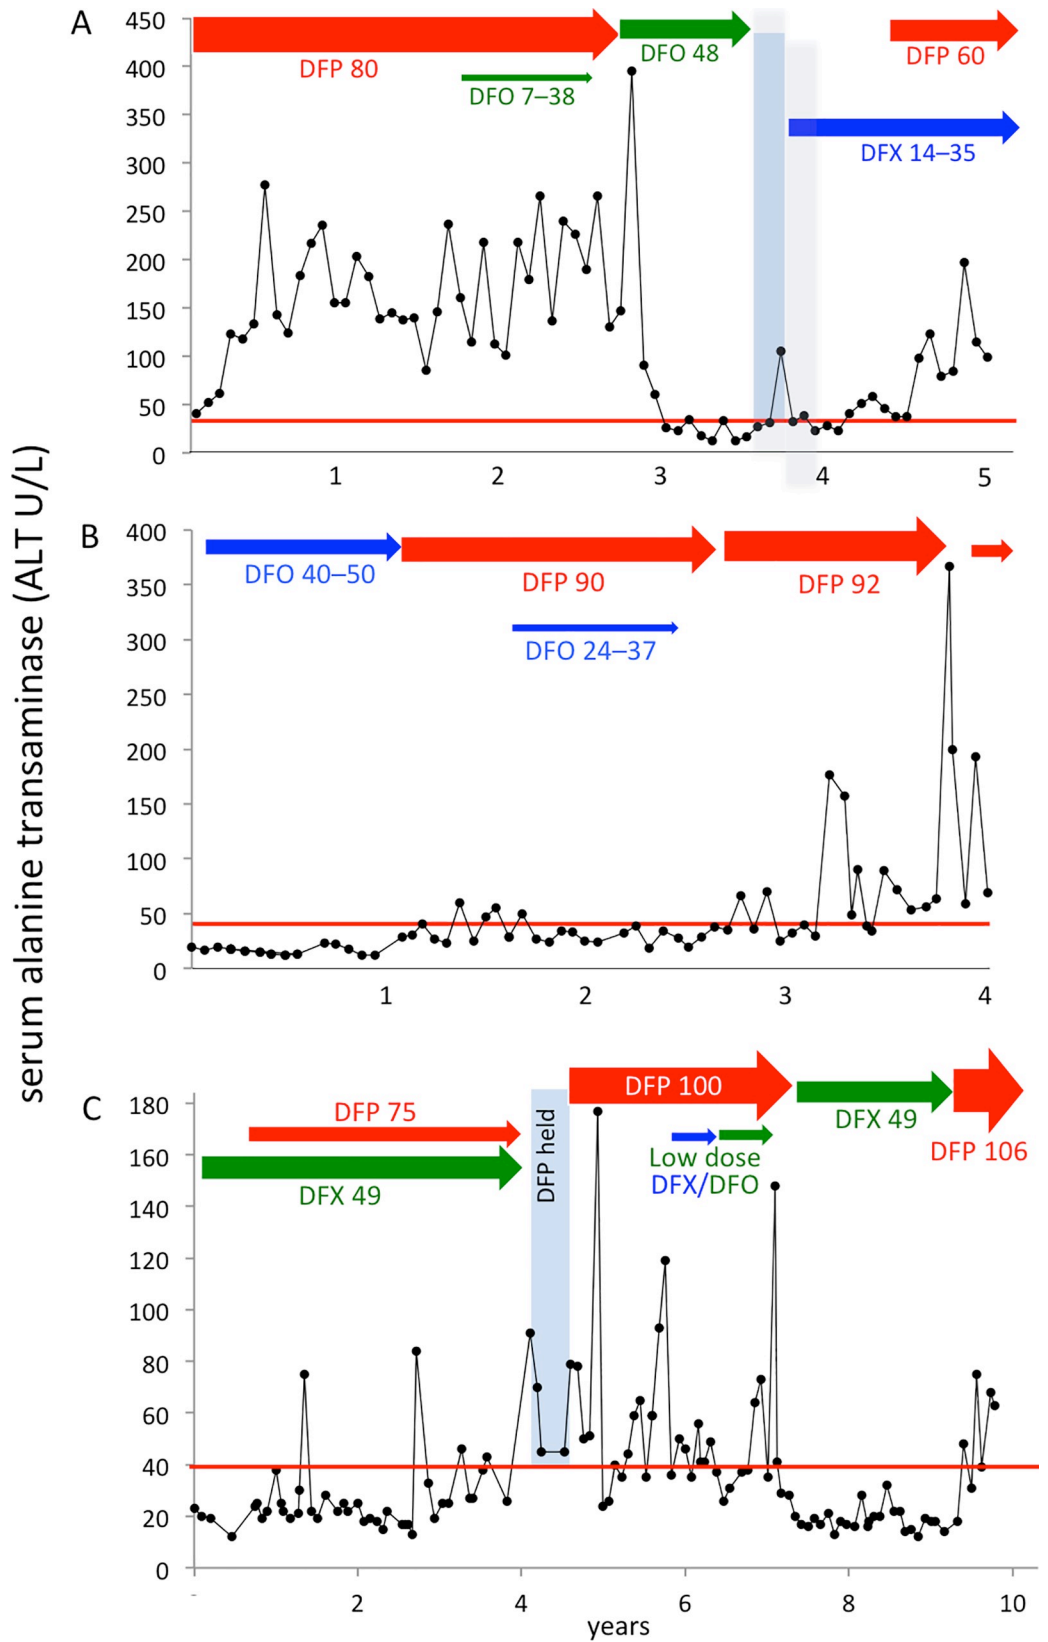 serum alanine transaminase (ALT U/L)
A
450
400
350
300
250
200
150
100
50
0
DFP 80
DFO 7–38
DFO 48
DFP 60
DFX 14–35
1 2 3 4 5
B
400
350
300
250
200
150
100
50
0
DFO 40–50
DFP 90
DFO 24–37
DFP 92
1 2 3 4
C
180
160
140
120
100
80
60
40
20
0
DFP 75
DFX 49
DFP held
DFP 100
Low dose
DFX/DFO
DFX 49
DFP 106
- 2 4 6 8 10
years